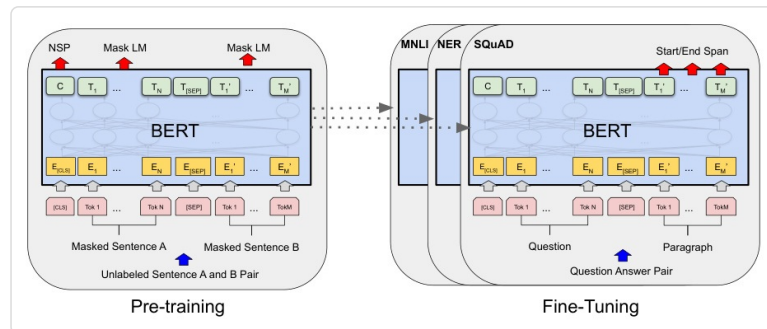 NSP Mask LM Mask LM
C T1 ... TN T[SEP] T1' ... TM'
BERT
E[CLS] E1 ... EN E[SEP] E1' ... EM'
[CLS] Tok 1 ... Tok N [SEP] Tok 1 ... TokM
Masked Sentence A Masked Sentence B
Unlabeled Sentence A and B Pair
Pre-training
MNLI NER SQuAD
Start/End Span
C T1 ... TN T[SEP] T1' ... TM'
BERT
E[CLS] E1 ... EN E[SEP] E1' ... EM'
[CLS] Tok 1 ... Tok N [SEP] Tok 1 ... TokM
Question Paragraph
Question Answer Pair
Fine-Tuning